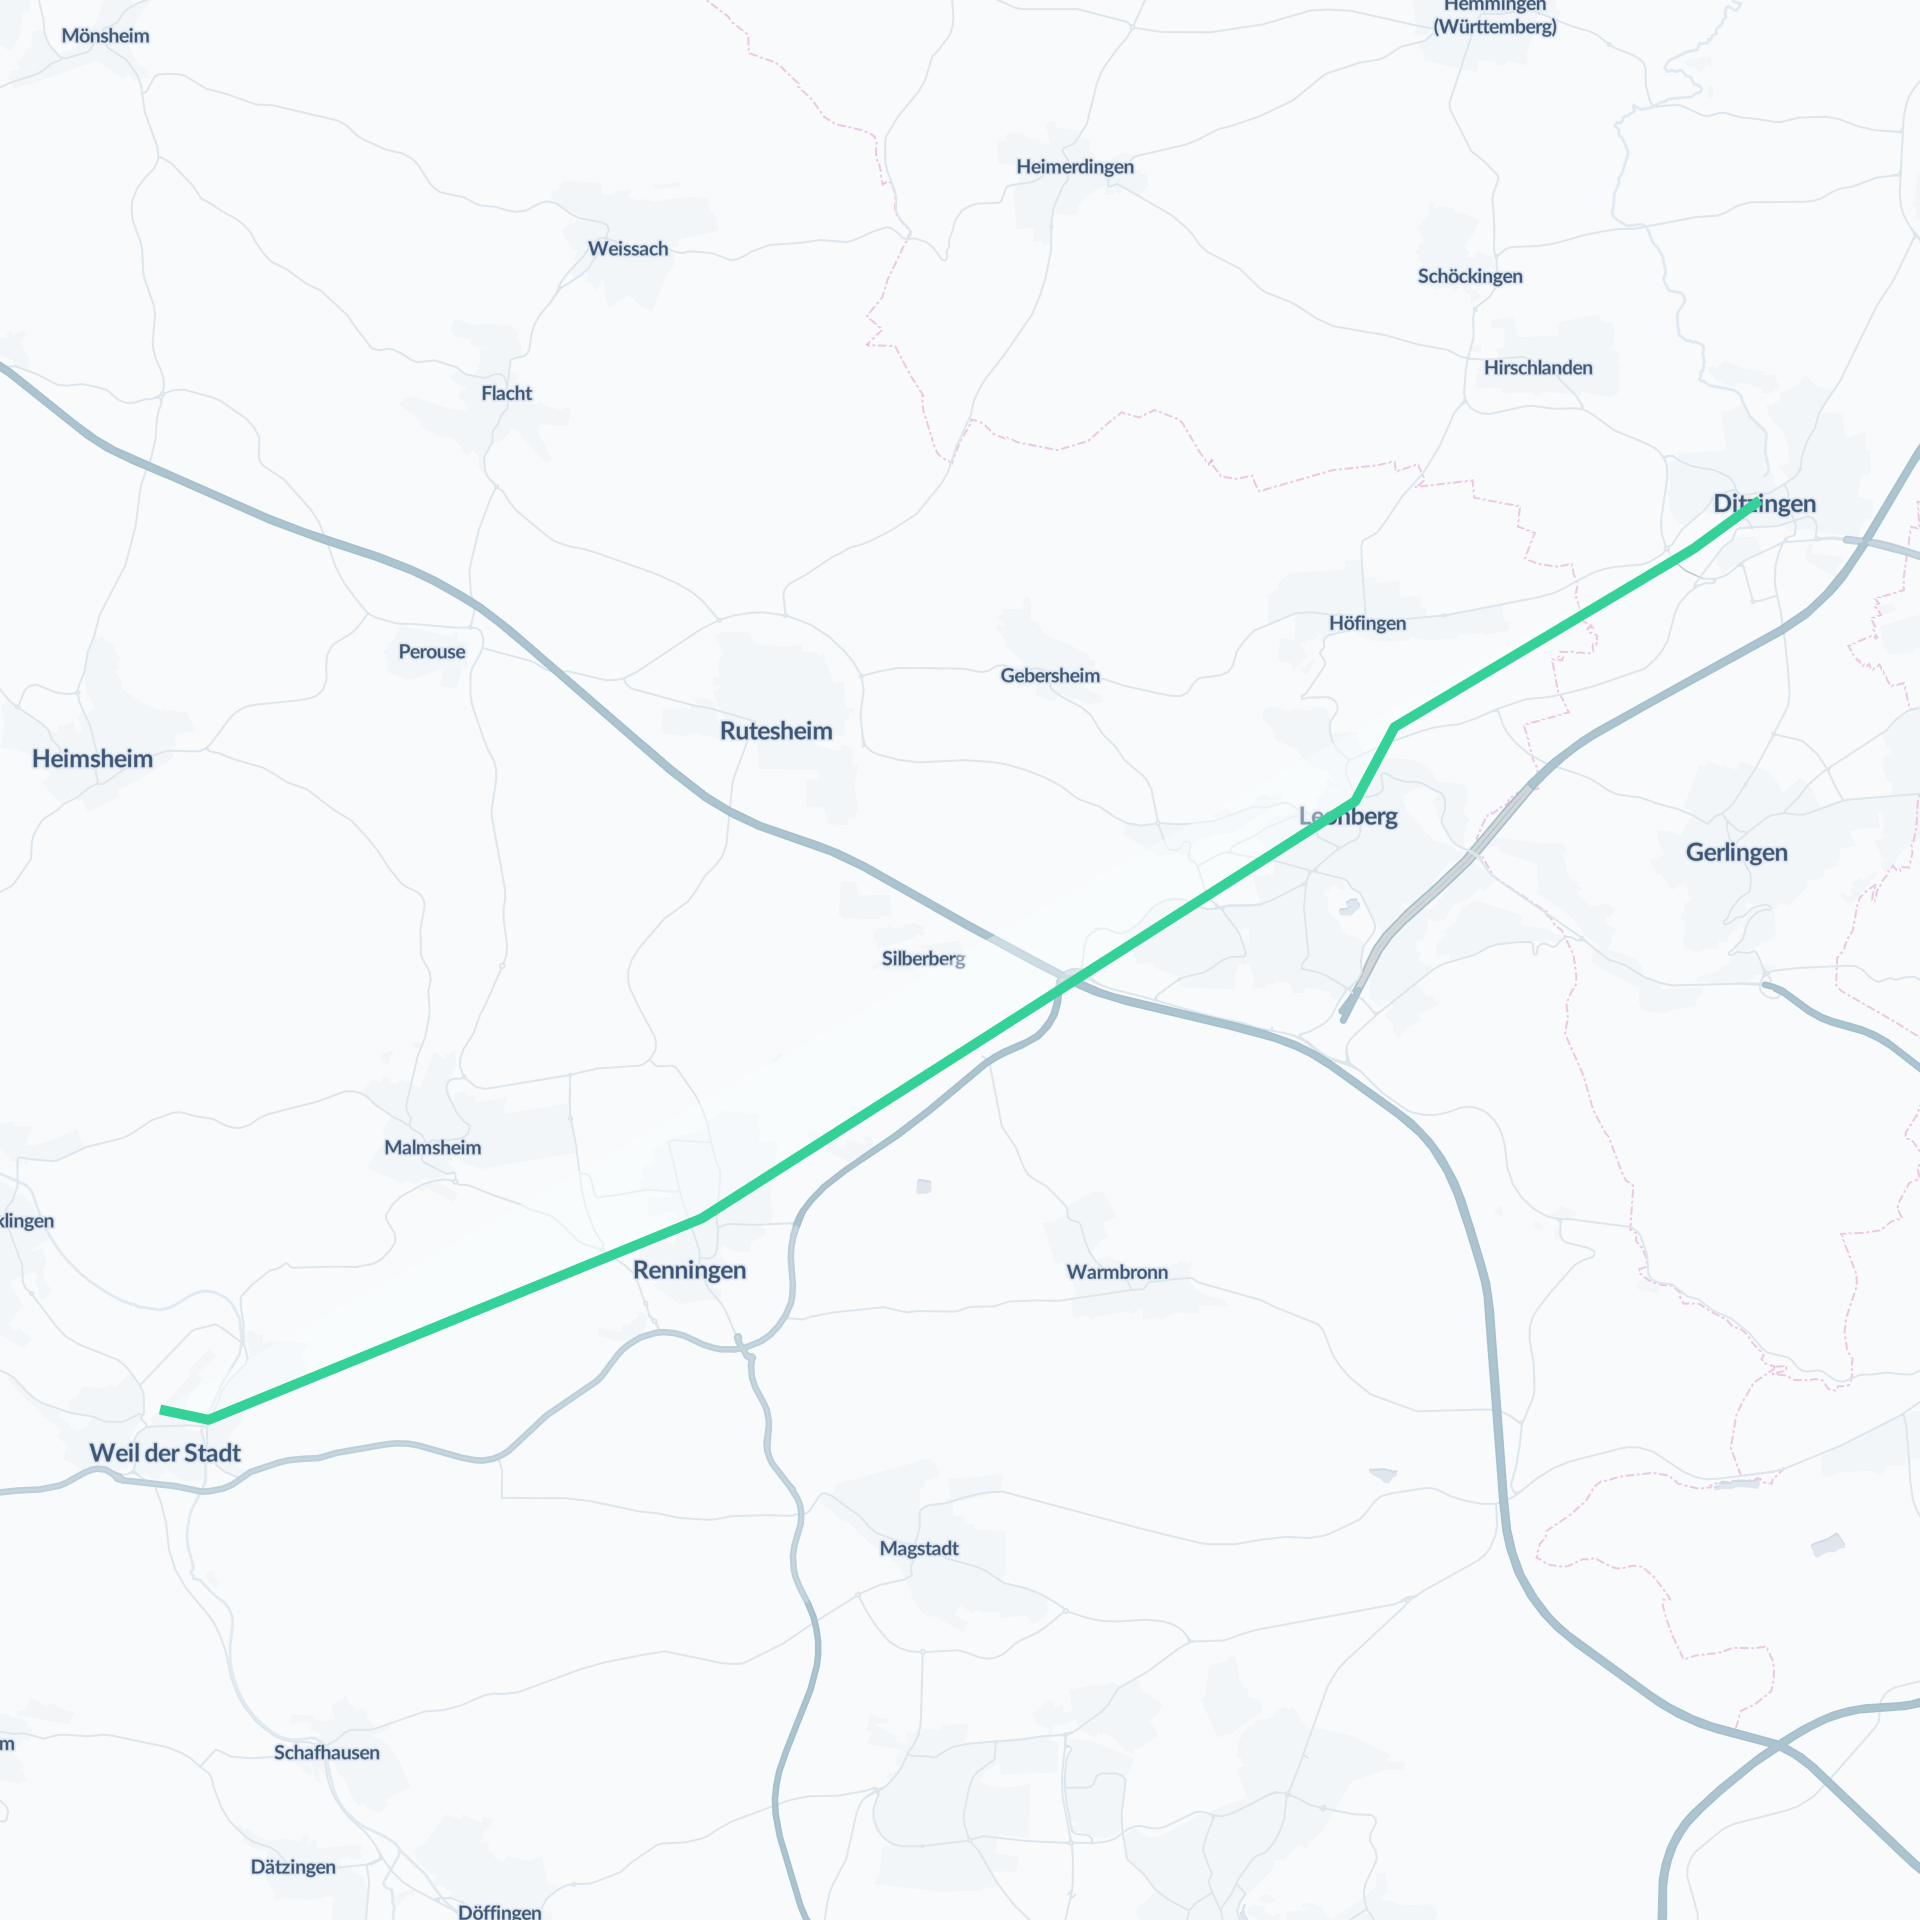 Hemmingen
(Württemberg)
Mönsheim
Heimerdingen
Weissach
Schöckingen
Hirschlanden
Flacht
Ditzingen
Höfingen
Perouse
Gebersheim
Rutesheim
Heimsheim
Leonberg
Gerlingen
Silberberg
Malmsheim
klingen
Renningen
Warmbronn
Weil der Stadt
Magstadt
m
Schafhausen
Dätzingen
Döffingen